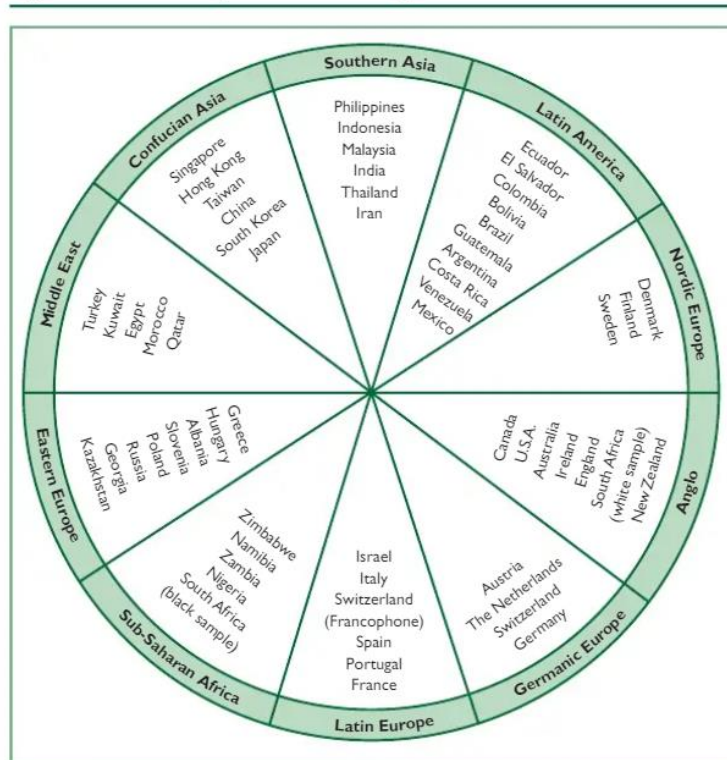 Southern Asia
Philippines
Indonesia
Malaysia
India
Thailand
Iran
Latin America
Ecuador
El Salvador
Colombia
Bolivia
Brazil
Guatemala
Argentina
Costa Rica
Venezuela
Mexico
Nordic Europe
Denmark
Finland
Sweden
Anglo
Canada
U.S.A.
Australia
Ireland
England
South Africa
(white sample)
New Zealand
Germanic Europe
Austria
The Netherlands
Switzerland
Germany
Latin Europe
Israel
Italy
Switzerland
(Francophone)
Spain
Portugal
France
Sub-Saharan Africa
Zimbabwe
Namibia
Zambia
Nigeria
South Africa
(black sample)
Eastern Europe
Greece
Hungary
Albania
Slovenia
Poland
Russia
Georgia
Kazakhstan
Middle East
Turkey
Kuwait
Egypt
Morocco
Qatar
Confucian Asia
Singapore
Hong Kong
Taiwan
China
South Korea
Japan